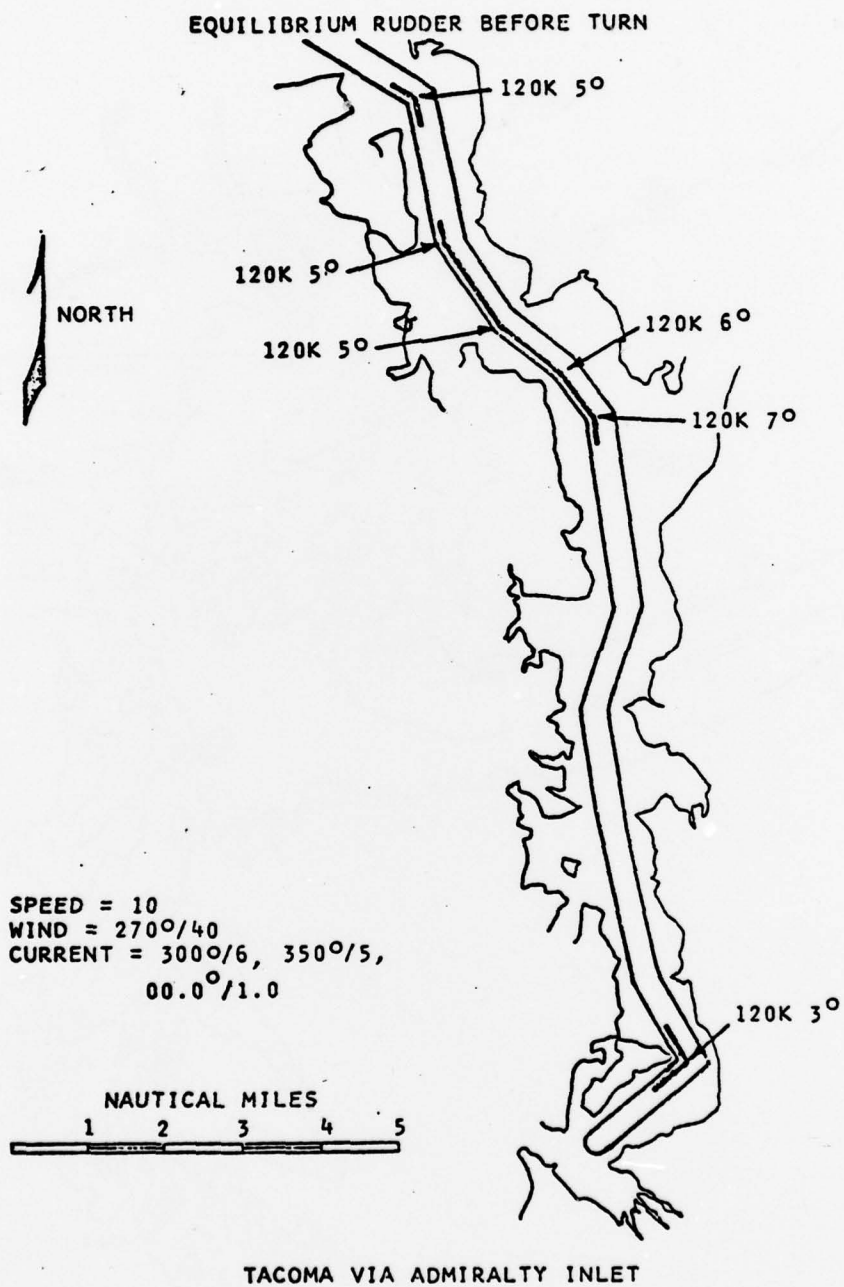 EQUILIBRIUM RUDDER BEFORE TURN
120K 5°
120K 5°
NORTH
120K 6°
120K 5°
120K 7°
SPEED = 10
WIND = 270°/40
CURRENT = 300°/6, 350°/5,
00.0°/1.0
120K 3°
NAUTICAL MILES
1 2 3 4 5
TACOMA VIA ADMIRALTY INLET